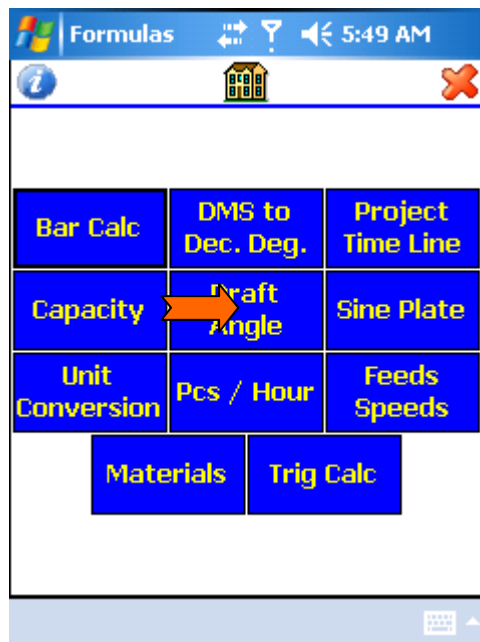 Formulas 5:49 AM
Bar Calc
DMS to
Dec. Deg.
Project
Time Line
Capacity
Draft
Angle
Sine Plate
Unit
Conversion
Pcs / Hour
Feeds
Speeds
Materials
Trig Calc